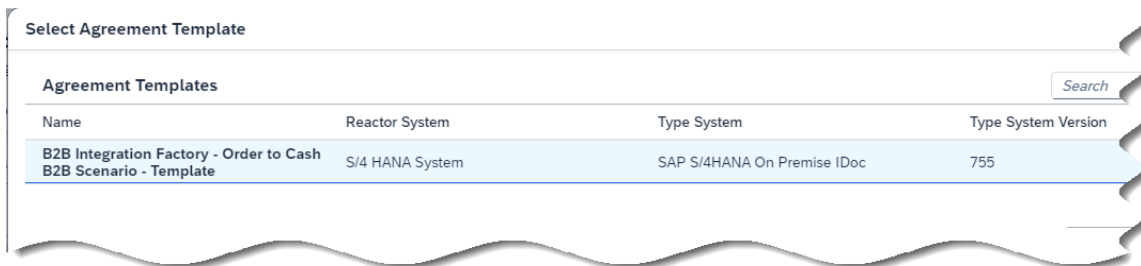 Select Agreement Template
Agreement Templates
Search
Name Reactor System Type System Type System Version
B2B Integration Factory - Order to Cash
B2B Scenario - Template
S/4 HANA System SAP S/4HANA On Premise IDoc 755